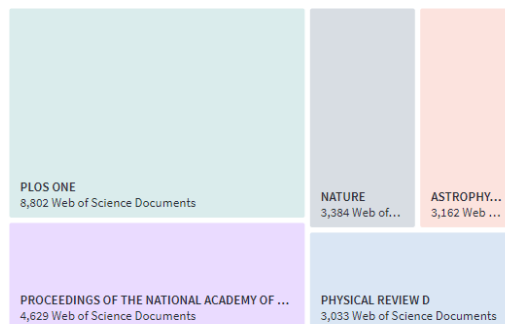 PLOS ONE
8,802 Web of Science Documents
NATURE
3,384 Web of...
ASTROPHY...
3,162 Web ...
PROCEEDINGS OF THE NATIONAL ACADEMY OF ...
4,629 Web of Science Documents
PHYSICAL REVIEW D
3,033 Web of Science Documents